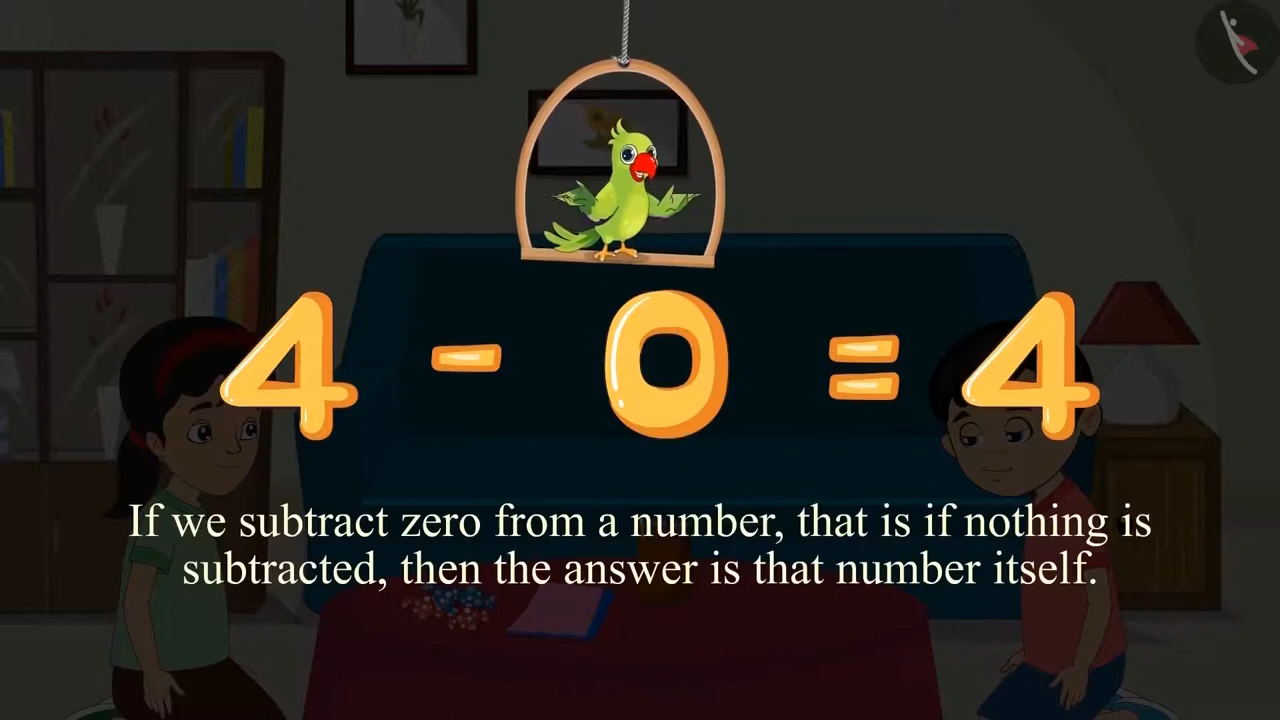 4 - 0 = 4
If we subtract zero from a number, that is if nothing is
subtracted, then the answer is that number itself.